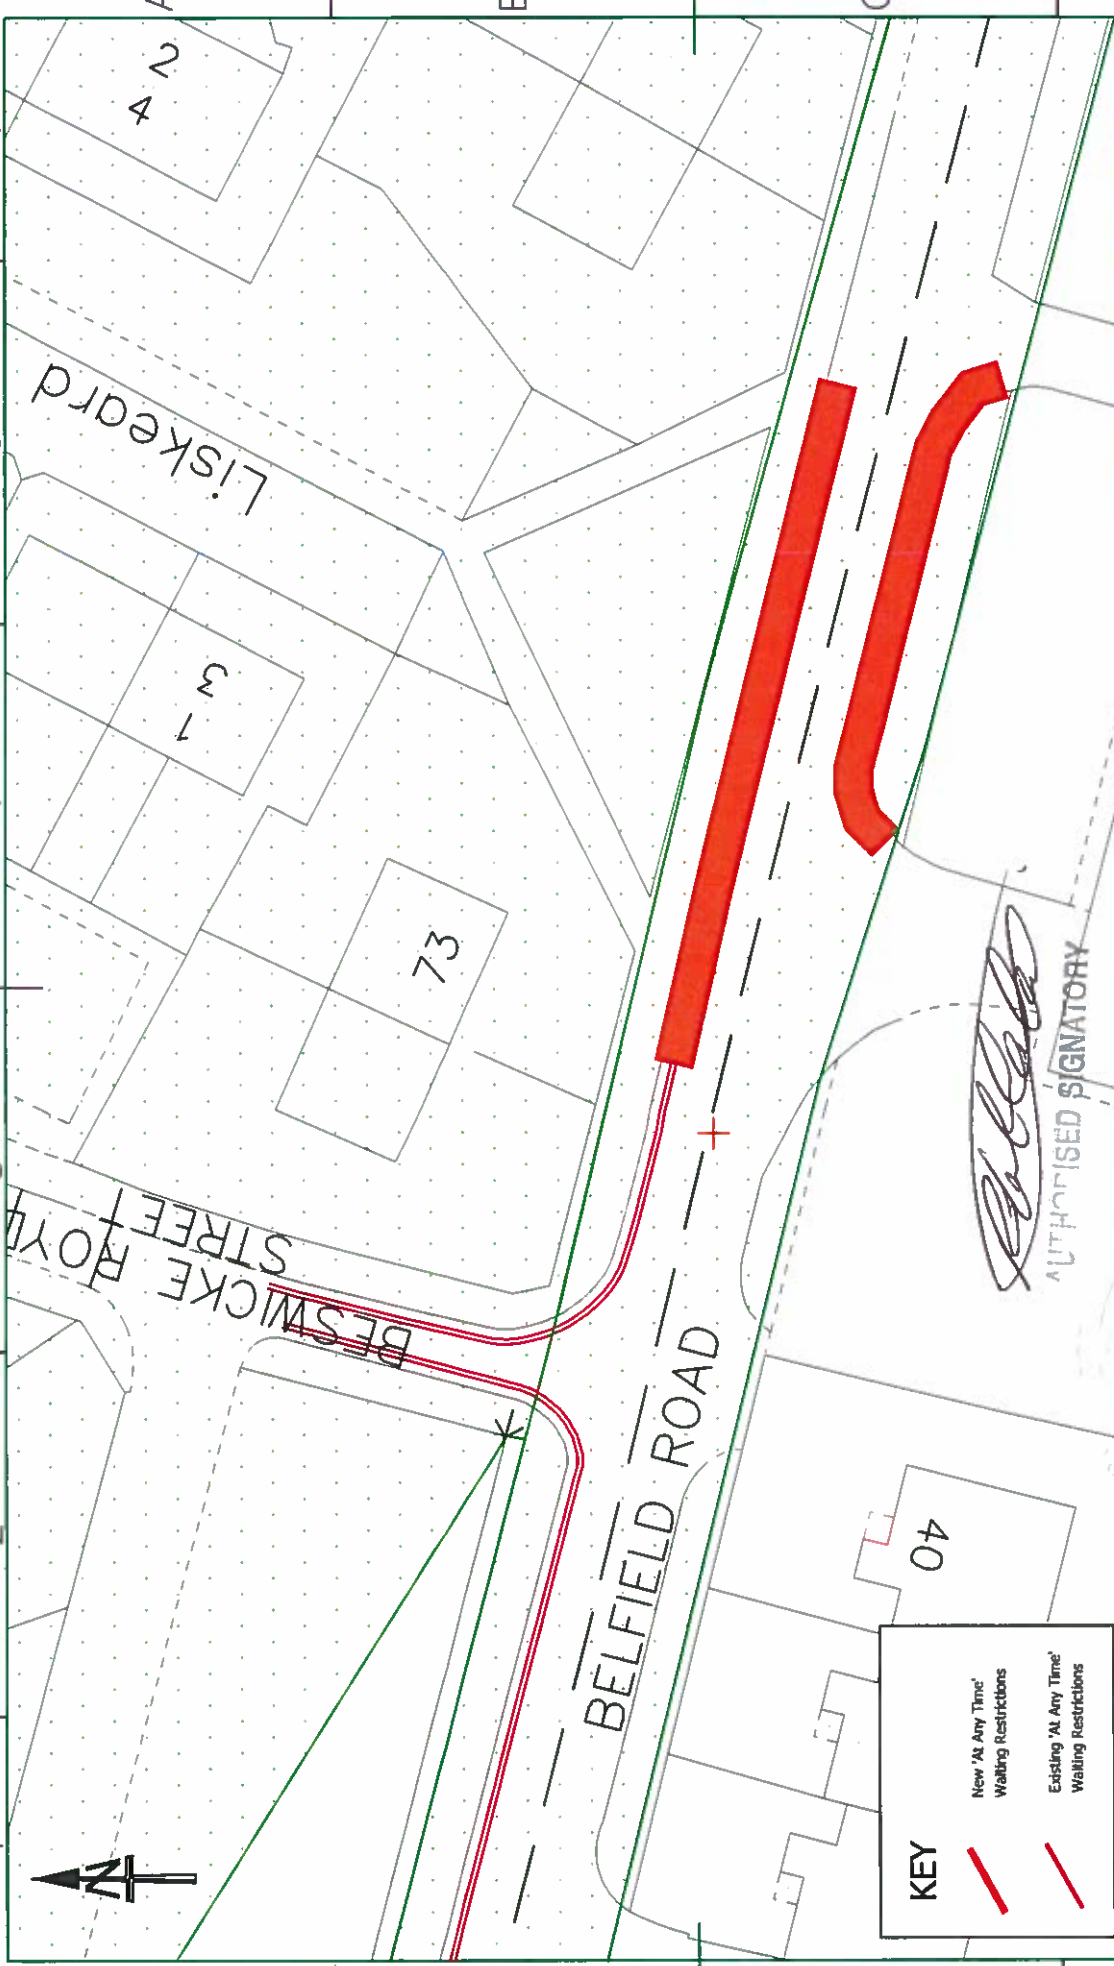 A
B
C
2
4
Liskeard
3
1
73
BESWICKE ROYD
STREET
BELFIELD ROAD
40
N
AUTHORISED SIGNATORY
KEY
New 'At Any Time'
Waiting Restrictions
Existing 'At Any Time'
Waiting Restrictions